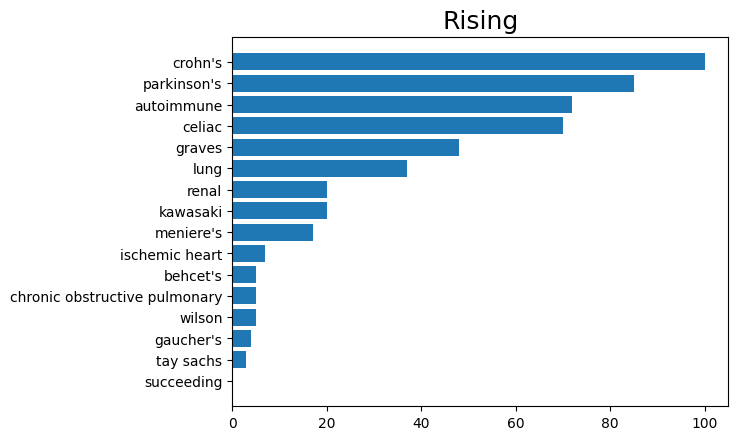 Rising
crohn's
parkinson's
autoimmune
celiac
graves
lung
renal
kawasaki
meniere's
ischemic heart
behcet's
chronic obstructive pulmonary
wilson
gaucher's
tay sachs
succeeding
0 20 40 60 80 100